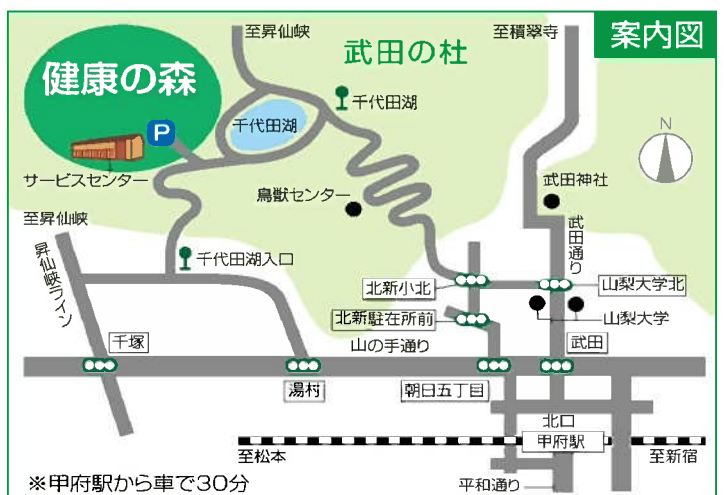 至昇仙峡
至積翠寺
案内図
健康の森
武田の杜
P
千代田湖
千代田湖
N
サービスセンター
鳥獣センター
武田神社
至昇仙峡
武田通り
昇仙峡ライン
千代田湖入口
北新小北
山梨大学北
北新駐在所前
山梨大学
千塚
山の手通り
武田
湯村
朝日五丁目
北口
甲府駅
至松本
至新宿
※甲府駅から車で30分
平和通り